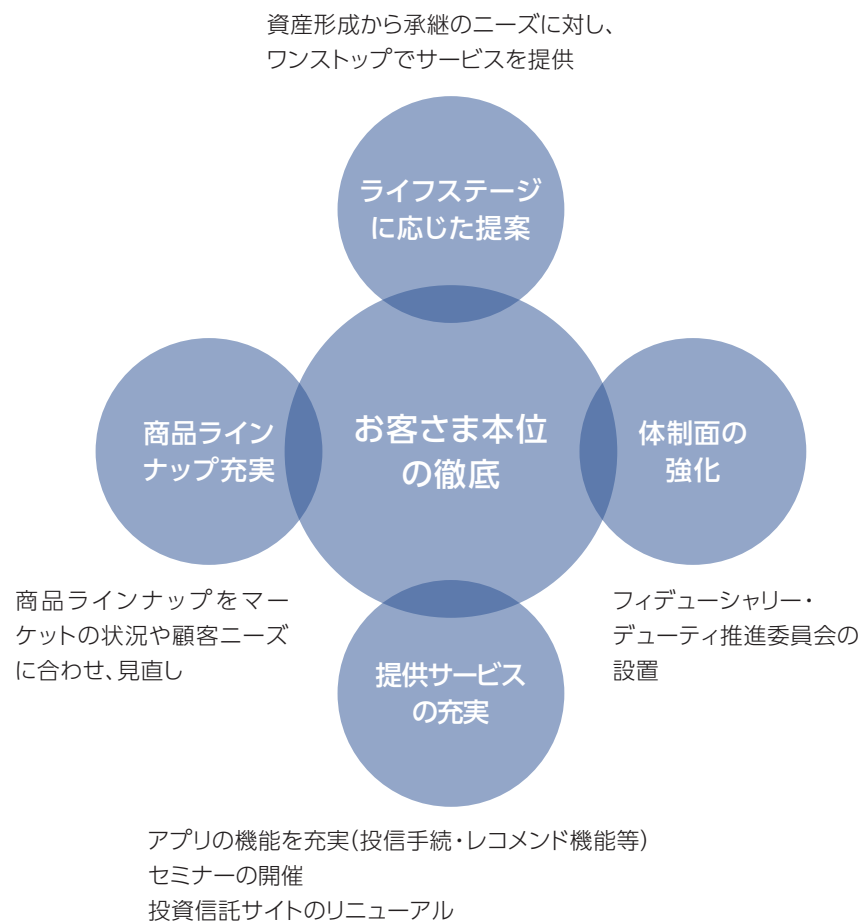 資産形成から承継のニーズに対し、
ワンストップでサービスを提供
ライフステージ
に応じた提案
商品ライン
ナップ充実
お客さま本位
の徹底
体制面の
強化
商品ラインナップをマー
ケットの状況や顧客ニーズ
に合わせ、見直し
フィデューシャリー・
デューティ推進委員会の
設置
提供サービス
の充実
アプリの機能を充実(投信手続・レコメンド機能等)
セミナーの開催
投資信託サイトのリニューアル